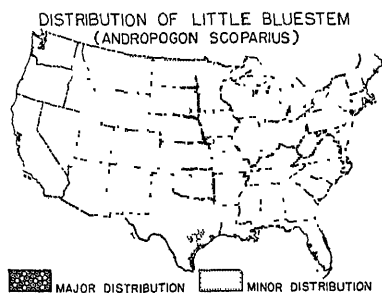 DISTRIBUTION OF LITTLE BLUESTEM
(ANDROPOGON SCOPARIUS)
MAJOR DISTRIBUTION MINOR DISTRIBUTION